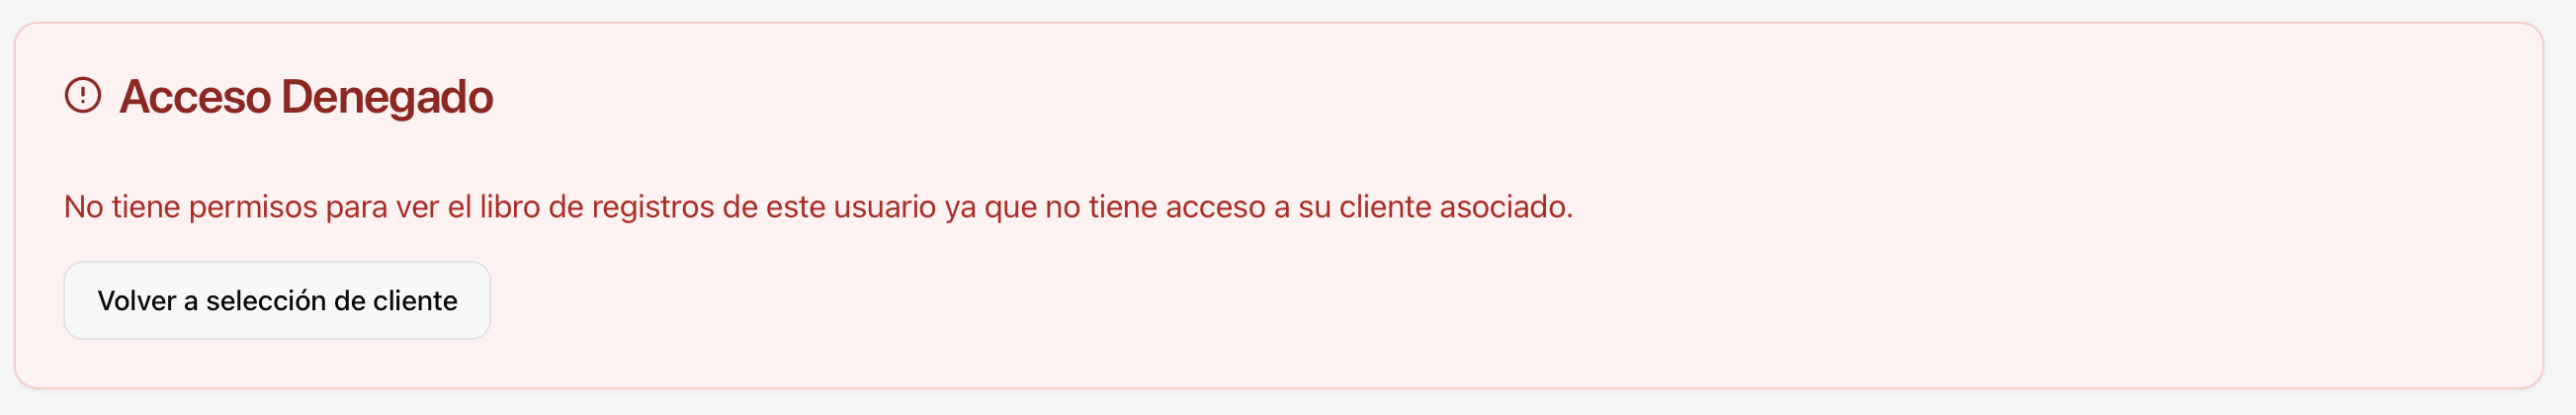 Acceso Denegado
No tiene permisos para ver el libro de registros de este usuario ya que no tiene acceso a su cliente asociado.
Volver a selección de cliente